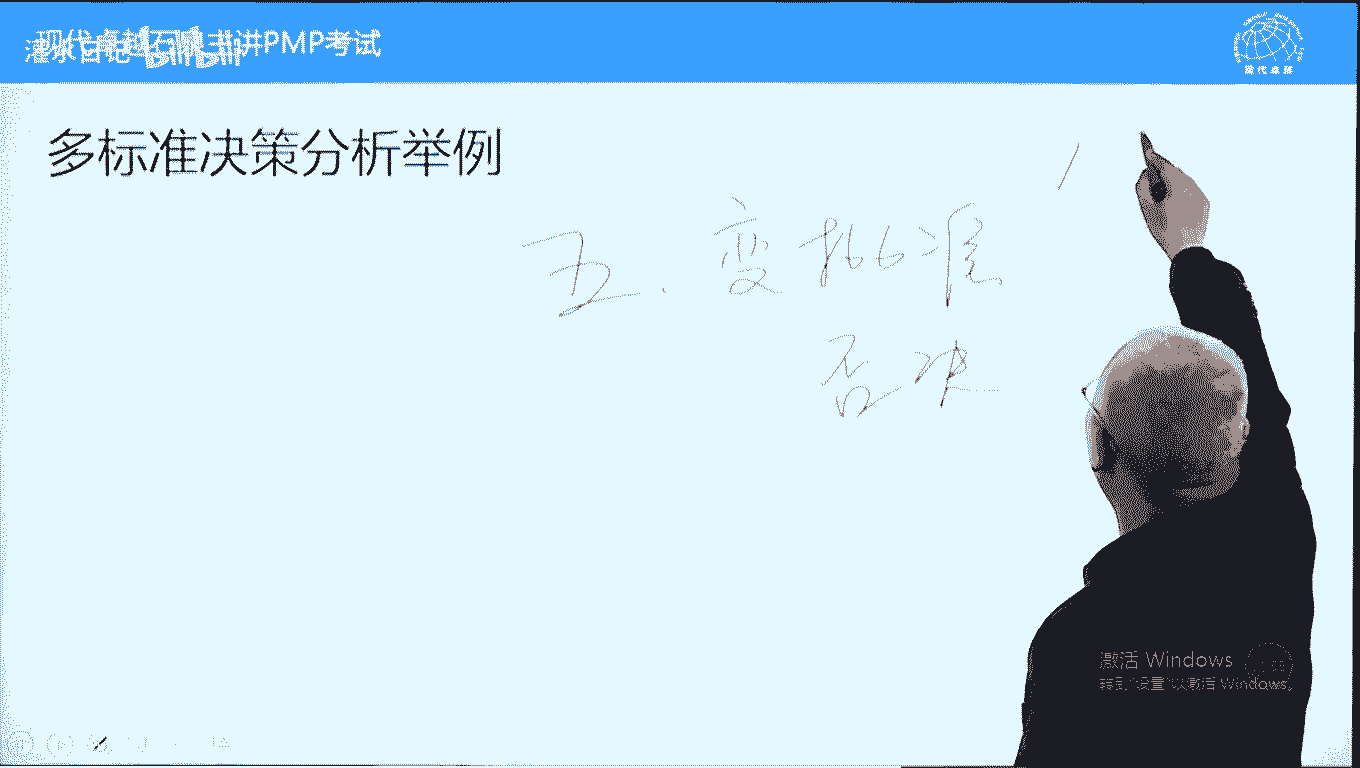 讲PMP考试
现代卓越
多标准决策分析举例
五、变批准
否决
激活 Windows
转到"设置"以激活 Windows。